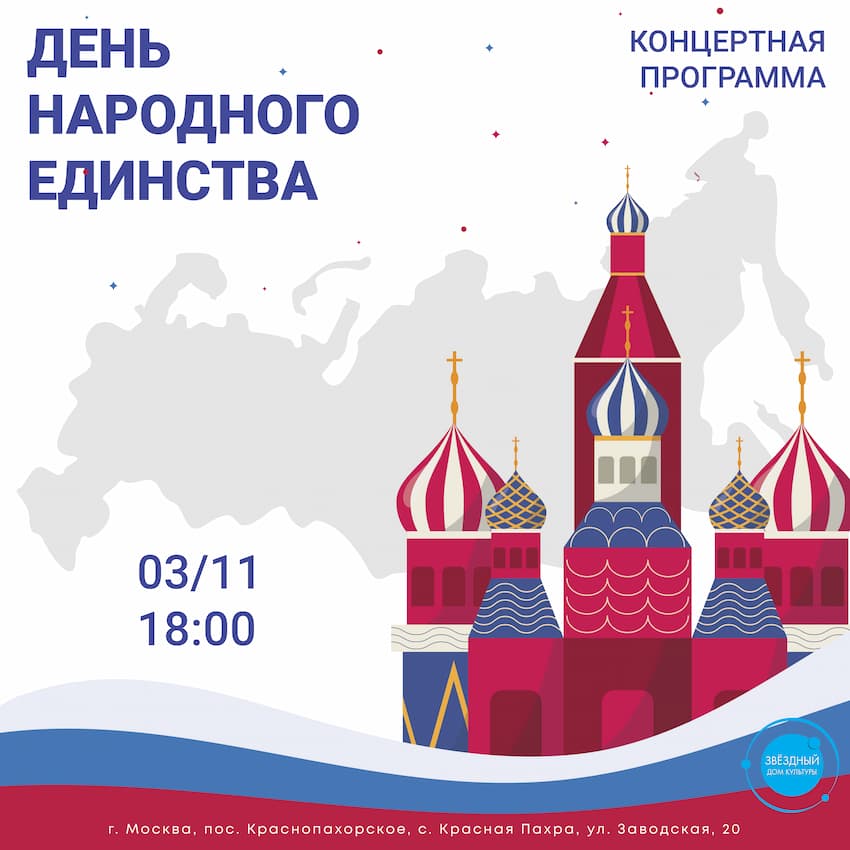 ДЕНЬ
НАРОДНОГО
ЕДИНСТВА
КОНЦЕРТНАЯ
ПРОГРАММА
03/11
18:00
ЗВЁЗДНЫЙ
ДОМ КУЛЬТУРЫ
г. Москва, пос. Краснопахорское, с. Красная Пахра, ул. Заводская, 20